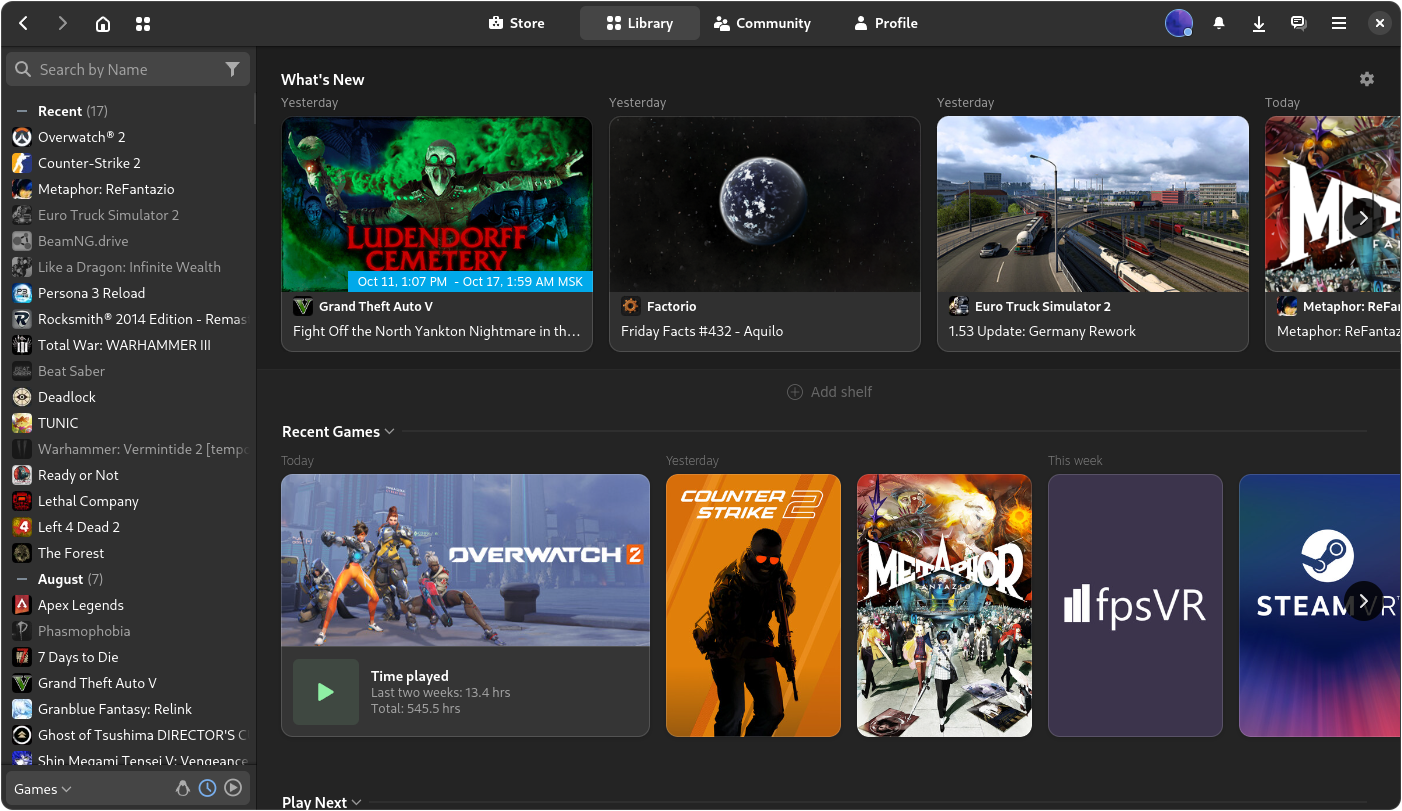 Store
Library
Community
Profile
Search by Name
Recent (17)
Overwatch® 2
Counter-Strike 2
Metaphor: ReFantazio
Euro Truck Simulator 2
BeamNG.drive
Like a Dragon: Infinite Wealth
Persona 3 Reload
Rocksmith® 2014 Edition - Remas
Total War: WARHAMMER III
Beat Saber
Deadlock
TUNIC
Warhammer: Vermintide 2 [tempo
Ready or Not
Lethal Company
Left 4 Dead 2
The Forest
August (7)
Apex Legends
Phasmophobia
7 Days to Die
Grand Theft Auto V
Granblue Fantasy: Relink
Ghost of Tsushima DIRECTOR'S C
Shin Megami Tensei V: Vengeance
Games
What's New
Yesterday
LUDENDORFF
CEMETERY
Oct 11, 1:07 PM - Oct 17, 1:59 AM MSK
Grand Theft Auto V
Fight Off the North Yankton Nightmare in th...
Yesterday
Factorio
Friday Facts #432 - Aquilo
Yesterday
Euro Truck Simulator 2
1.53 Update: Germany Rework
Today
Metaphor: ReFa
Metaphor: ReFantaz
Add shelf
Recent Games
Today
OVERWATCH 2
Time played
Last two weeks: 13.4 hrs
Total: 545.5 hrs
Yesterday
COUNTER
STRIKE 2
METAPHOR
FANTAZIO
This week
fpsVR
STEAMVR
Play Next